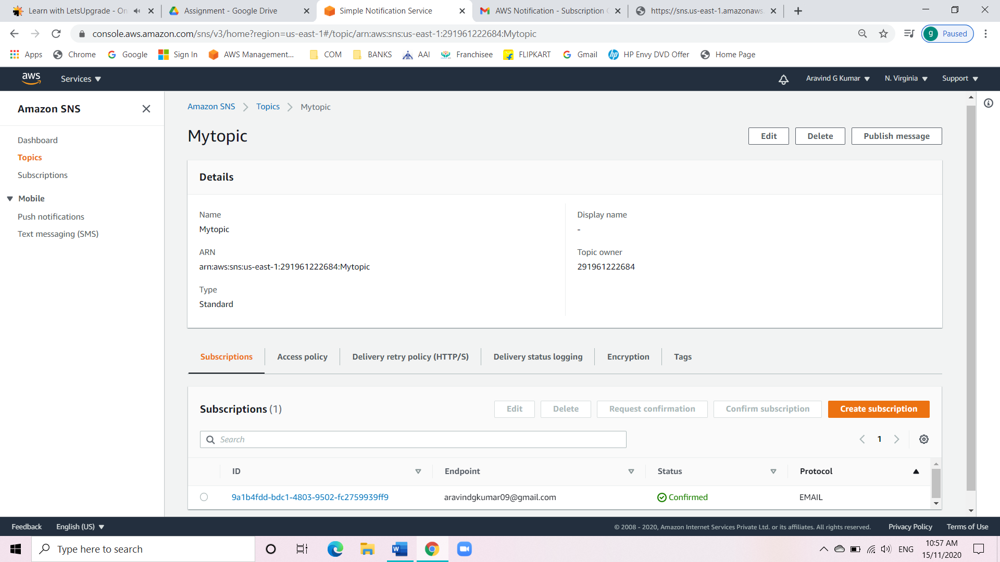 Learn with LetsUpgrade - On
Assignment - Google Drive
Simple Notification Service
AWS Notification - Subscription C
https://sns.us-east-1.amazonaws.
console.aws.amazon.com/sns/v3/home?region=us-east-1#/topic/arn:aws:sns:us-east-1:291961222684:Mytopic
g Paused
Apps Chrome Google Sign In AWS Management... COM BANKS AAI Franchisee FLIPKART Gmail HP Envy DVD Offer Home Page
aws Services Aravind G Kumar N. Virginia Support
Amazon SNS
Dashboard
Topics
Subscriptions
Mobile
Push notifications
Text messaging (SMS)
Amazon SNS Topics Mytopic
Mytopic
Edit Delete Publish message
Details
Name
Mytopic
ARN
arn:aws:sns:us-east-1:291961222684:Mytopic
Type
Standard
Display name
-
Topic owner
291961222684
Subscriptions Access policy Delivery retry policy (HTTP/S) Delivery status logging Encryption Tags
Subscriptions (1)
Edit Delete Request confirmation Confirm subscription Create subscription
Search
1
ID Endpoint Status Protocol
9a1b4fdd-bdc1-4803-9502-fc2759939ff9 aravindgkumar09@gmail.com Confirmed EMAIL
Feedback English (US) © 2008 - 2020, Amazon Internet Services Private Ltd. or its affiliates. All rights reserved. Privacy Policy Terms of Use
Type here to search
ENG
10:57 AM
15/11/2020